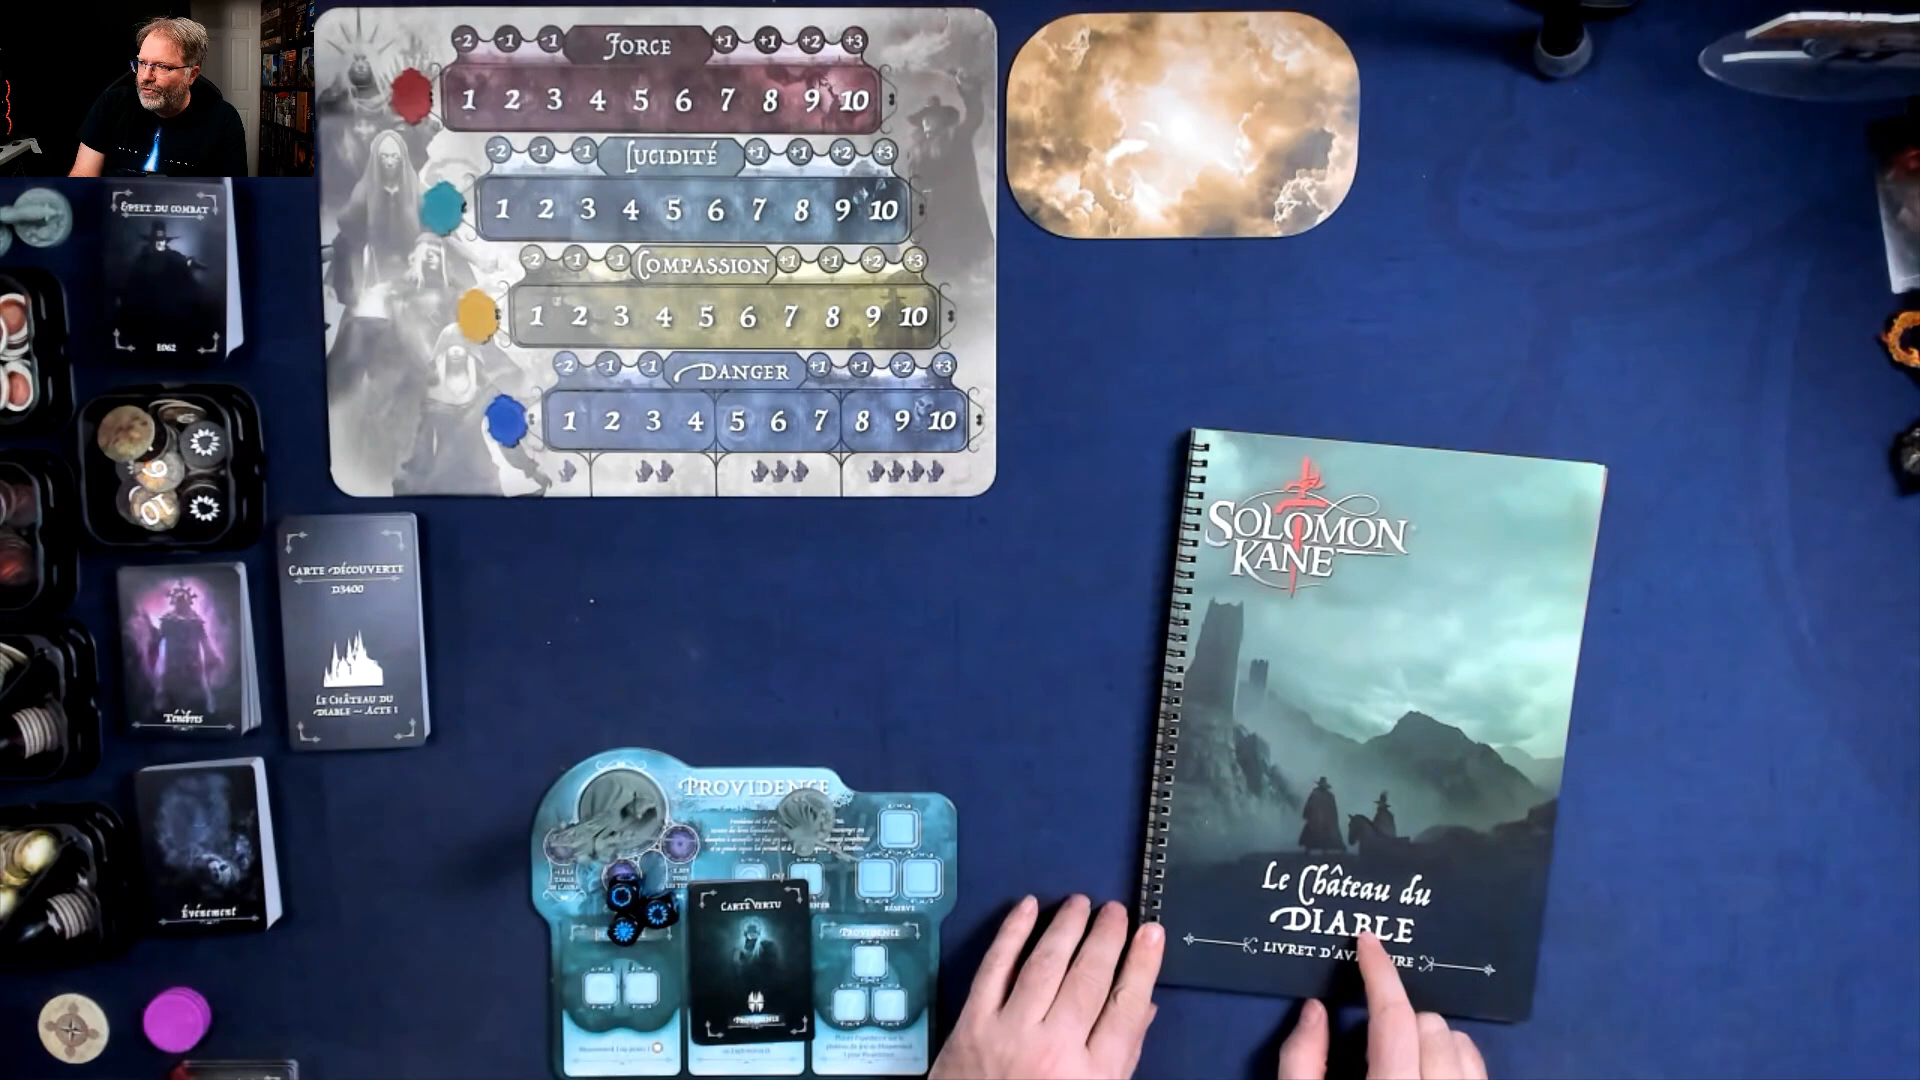 -2 -1 -1 FORCE +1 +1 +2 +3
1 2 3 4 5 6 7 8 9 10
-2 -1 -1 LUCIDITÉ +1 +1 +2 +3
1 2 3 4 5 6 7 8 9 10
-2 -1 -1 COMPASSION +1 +1 +2 +3
1 2 3 4 5 6 7 8 9 10
-2 -1 -1 DANGER +1 +1 +2 +3
1 2 3 4 5 6 7 8 9 10
EFFET DU COMBAT
E062
CARTE DÉCOUVERTE
D3400
LE CHÂTEAU DU
DIABLE — ACTE I
Ténèbres
Événement
PROVIDENCE
RÉSERVE
CARTE VERTU
PROVIDENCE
PROVIDENCE
SOLOMON
KANE
Le Château du
DIABLE
LIVRET